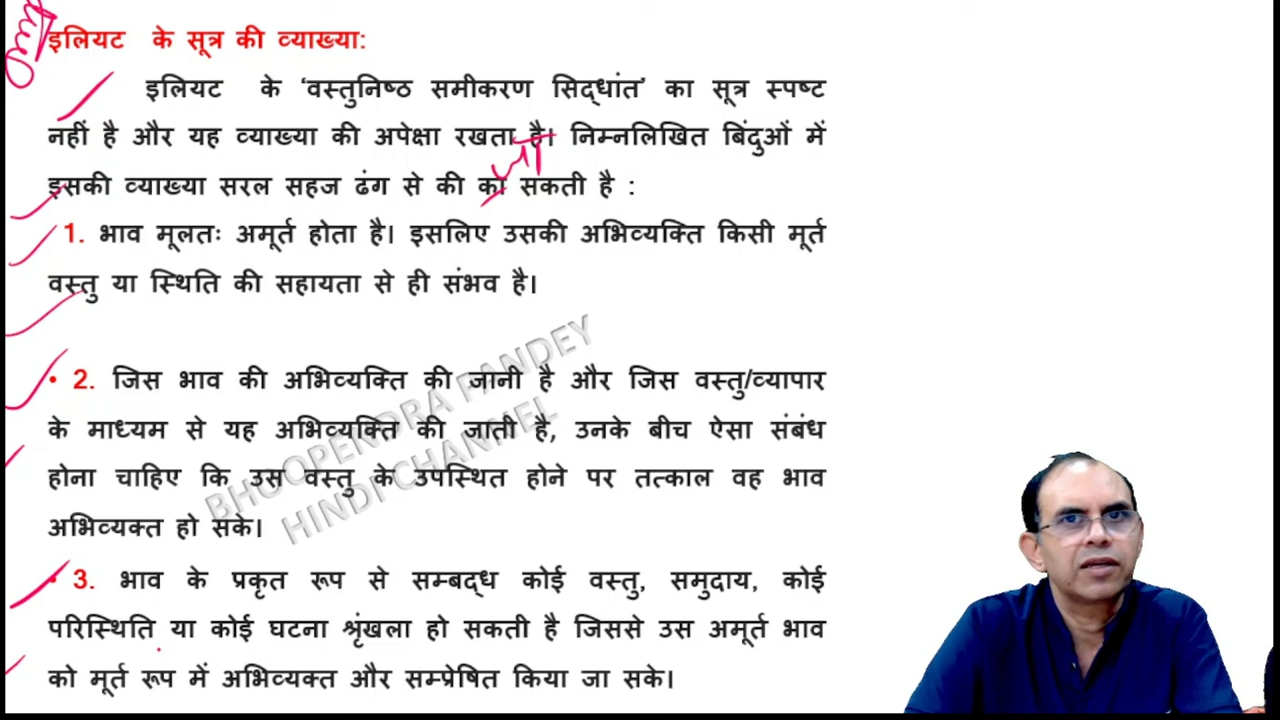 इलियट के सूत्र की व्याख्या:
इलियट के ‘वस्तुनिष्ठ समीकरण सिद्धांत’ का सूत्र स्पष्ट
नहीं है और यह व्याख्या की अपेक्षा रखता है। निम्नलिखित बिंदुओं में
इसकी व्याख्या सरल सहज ढंग से की का सकती है :
जा
1. भाव मूलतः अमूर्त होता है। इसलिए उसकी अभिव्यक्ति किसी मूर्त
वस्तु या स्थिति की सहायता से ही संभव है।
• 2. जिस भाव की अभिव्यक्ति की जानी है और जिस वस्तु/व्यापार
के माध्यम से यह अभिव्यक्ति की जाती है, उनके बीच ऐसा संबंध
होना चाहिए कि उस वस्तु के उपस्थित होने पर तत्काल वह भाव
अभिव्यक्त हो सके।
• 3. भाव के प्रकृत रूप से सम्बद्ध कोई वस्तु, समुदाय, कोई
परिस्थिति या कोई घटना श्रृंखला हो सकती है जिससे उस अमूर्त भाव
को मूर्त रूप में अभिव्यक्त और सम्प्रेषित किया जा सके।
BHOOPENDRA PANDEY
HINDI CHANNEL